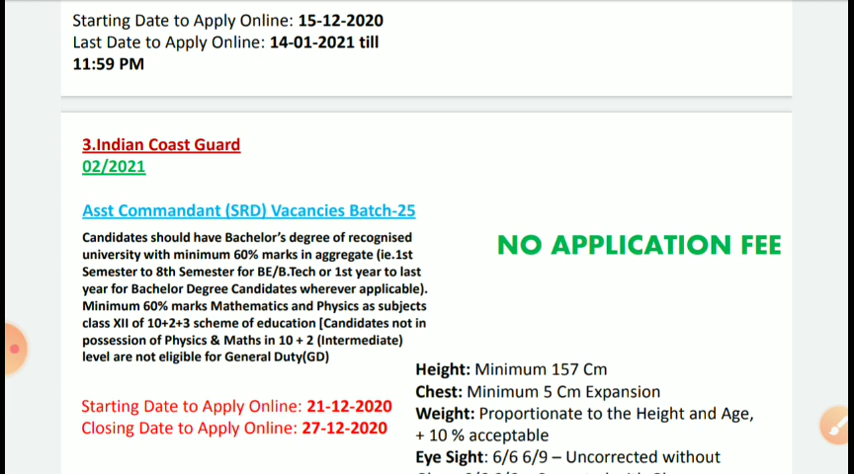 Starting Date to Apply Online: 15-12-2020
Last Date to Apply Online: 14-01-2021 till
11:59 PM
3.Indian Coast Guard
02/2021
Asst Commandant (SRD) Vacancies Batch-25
Candidates should have Bachelor's degree of recognised
university with minimum 60% marks in aggregate (ie.1st
Semester to 8th Semester for BE/B.Tech or 1st year to last
year for Bachelor Degree Candidates wherever applicable).
Minimum 60% marks Mathematics and Physics as subjects
class XII of 10+2+3 scheme of education [Candidates not in
possession of Physics & Maths in 10 + 2 (Intermediate)
level are not eligible for General Duty(GD)
Starting Date to Apply Online: 21-12-2020
Closing Date to Apply Online: 27-12-2020
NO APPLICATION FEE
Height: Minimum 157 Cm
Chest: Minimum 5 Cm Expansion
Weight: Proportionate to the Height and Age,
+ 10 % acceptable
Eye Sight: 6/6 6/9 – Uncorrected without